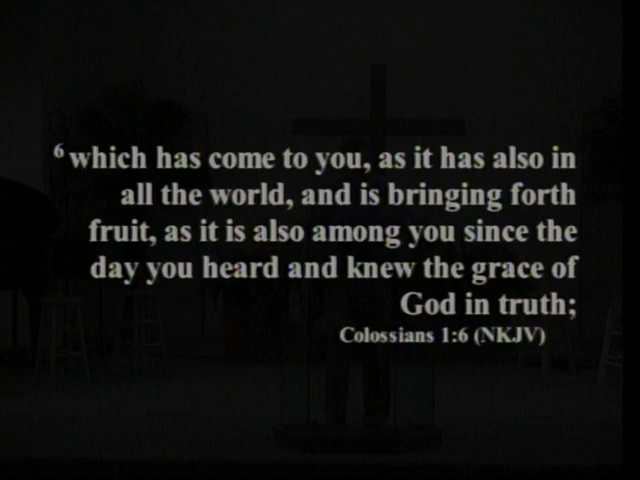 6 which has come to you, as it has also in
all the world, and is bringing forth
fruit, as it is also among you since the
day you heard and knew the grace of
God in truth;
Colossians 1:6 (NKJV)